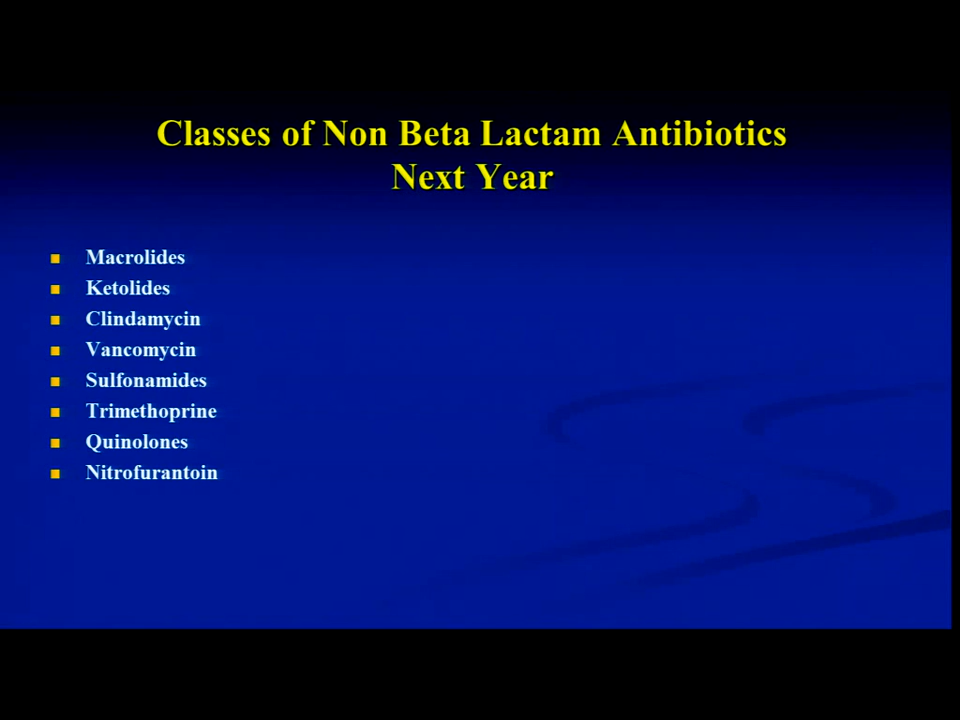 Classes of Non Beta Lactam Antibiotics
Next Year
Macrolides
Ketolides
Clindamycin
Vancomycin
Sulfonamides
Trimethoprine
Quinolones
Nitrofurantoin